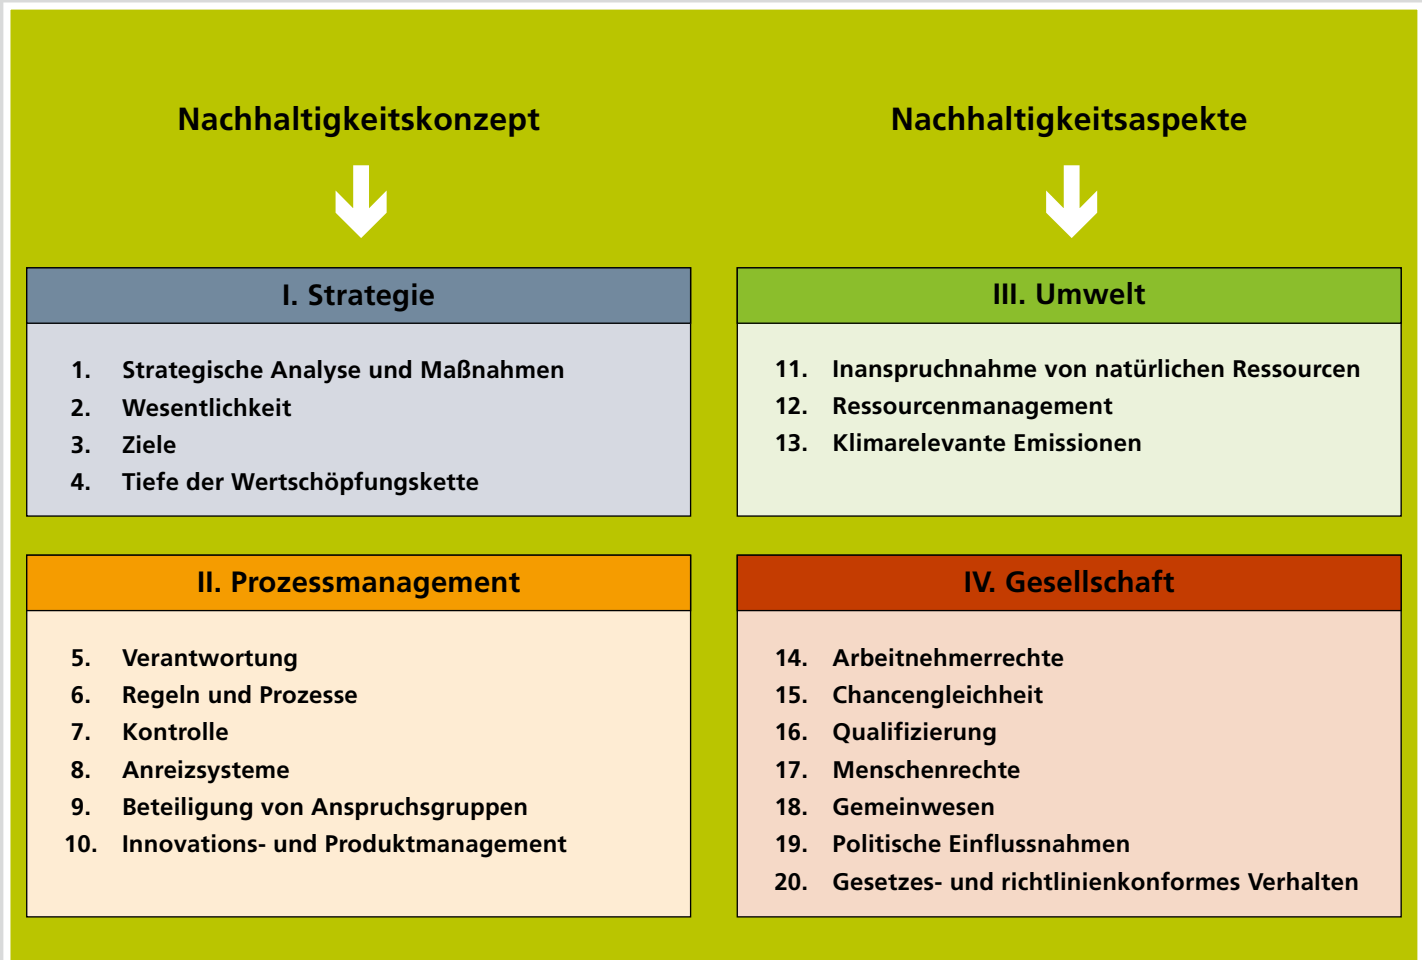 Nachhaltigkeitskonzept
I. Strategie
1. Strategische Analyse und Maßnahmen
2. Wesentlichkeit
3. Ziele
4. Tiefe der Wertschöpfungskette
II. Prozessmanagement
5. Verantwortung
6. Regeln und Prozesse
7. Kontrolle
8. Anreizsysteme
9. Beteiligung von Anspruchsgruppen
10. Innovations- und Produktmanagement
Nachhaltigkeitsaspekte
III. Umwelt
11. Inanspruchnahme von natürlichen Ressourcen
12. Ressourcenmanagement
13. Klimarelevante Emissionen
IV. Gesellschaft
14. Arbeitnehmerrechte
15. Chancengleichheit
16. Qualifizierung
17. Menschenrechte
18. Gemeinwesen
19. Politische Einflussnahmen
20. Gesetzes- und richtlinienkonformes Verhalten